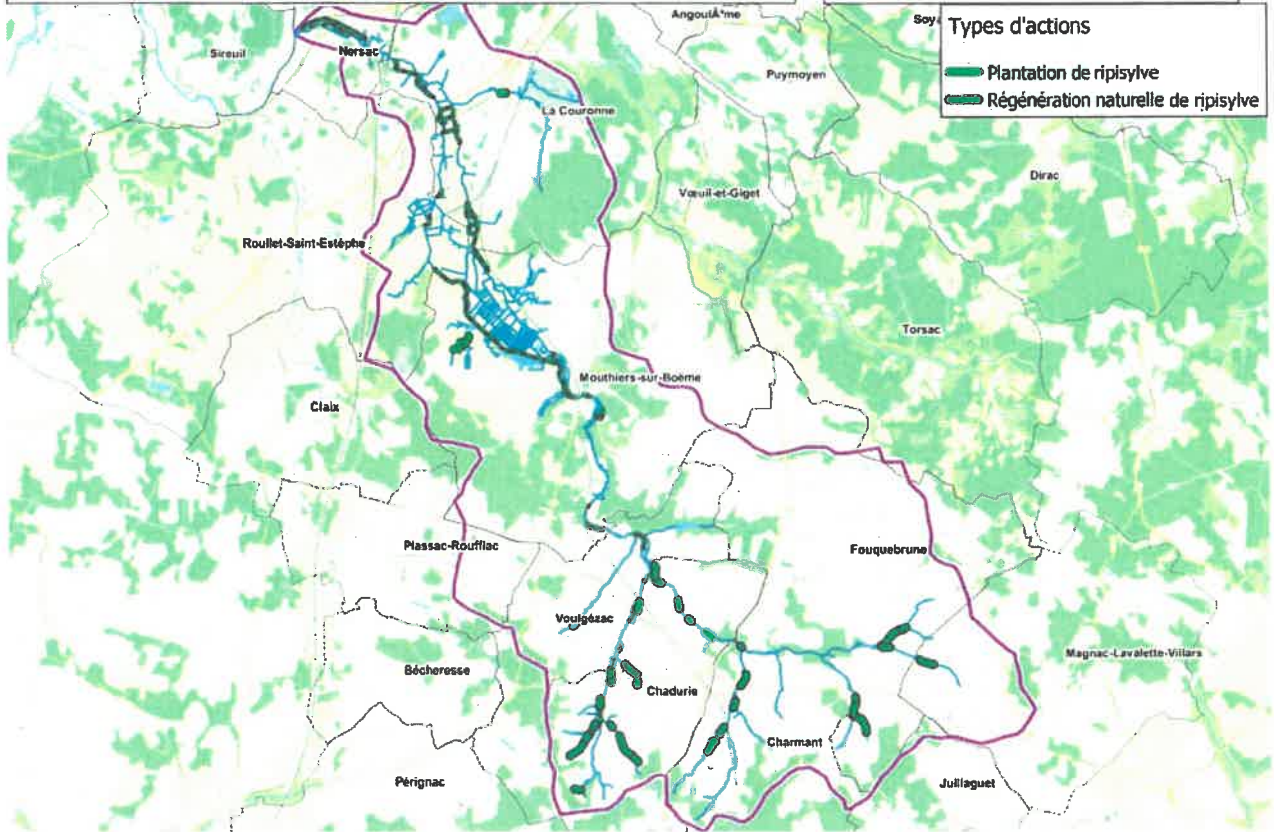 AngoulÃªme
Soy
Types d'actions
Nersac
Sireuil
Puymoyen
Plantation de ripisylve
Régénération naturelle de ripisylve
La Couronne
Dirac
Vœuil-et-Giget
Roullet-Saint-Estèphe
Torsac
Mouthiers-sur-Boëme
Claix
Plassac-Rouffiac
Fouquebrune
Voulgézac
Magnac-Lavalette-Villars
Bécheresse
Chadurie
Charmant
Pérignac
Juillaguet